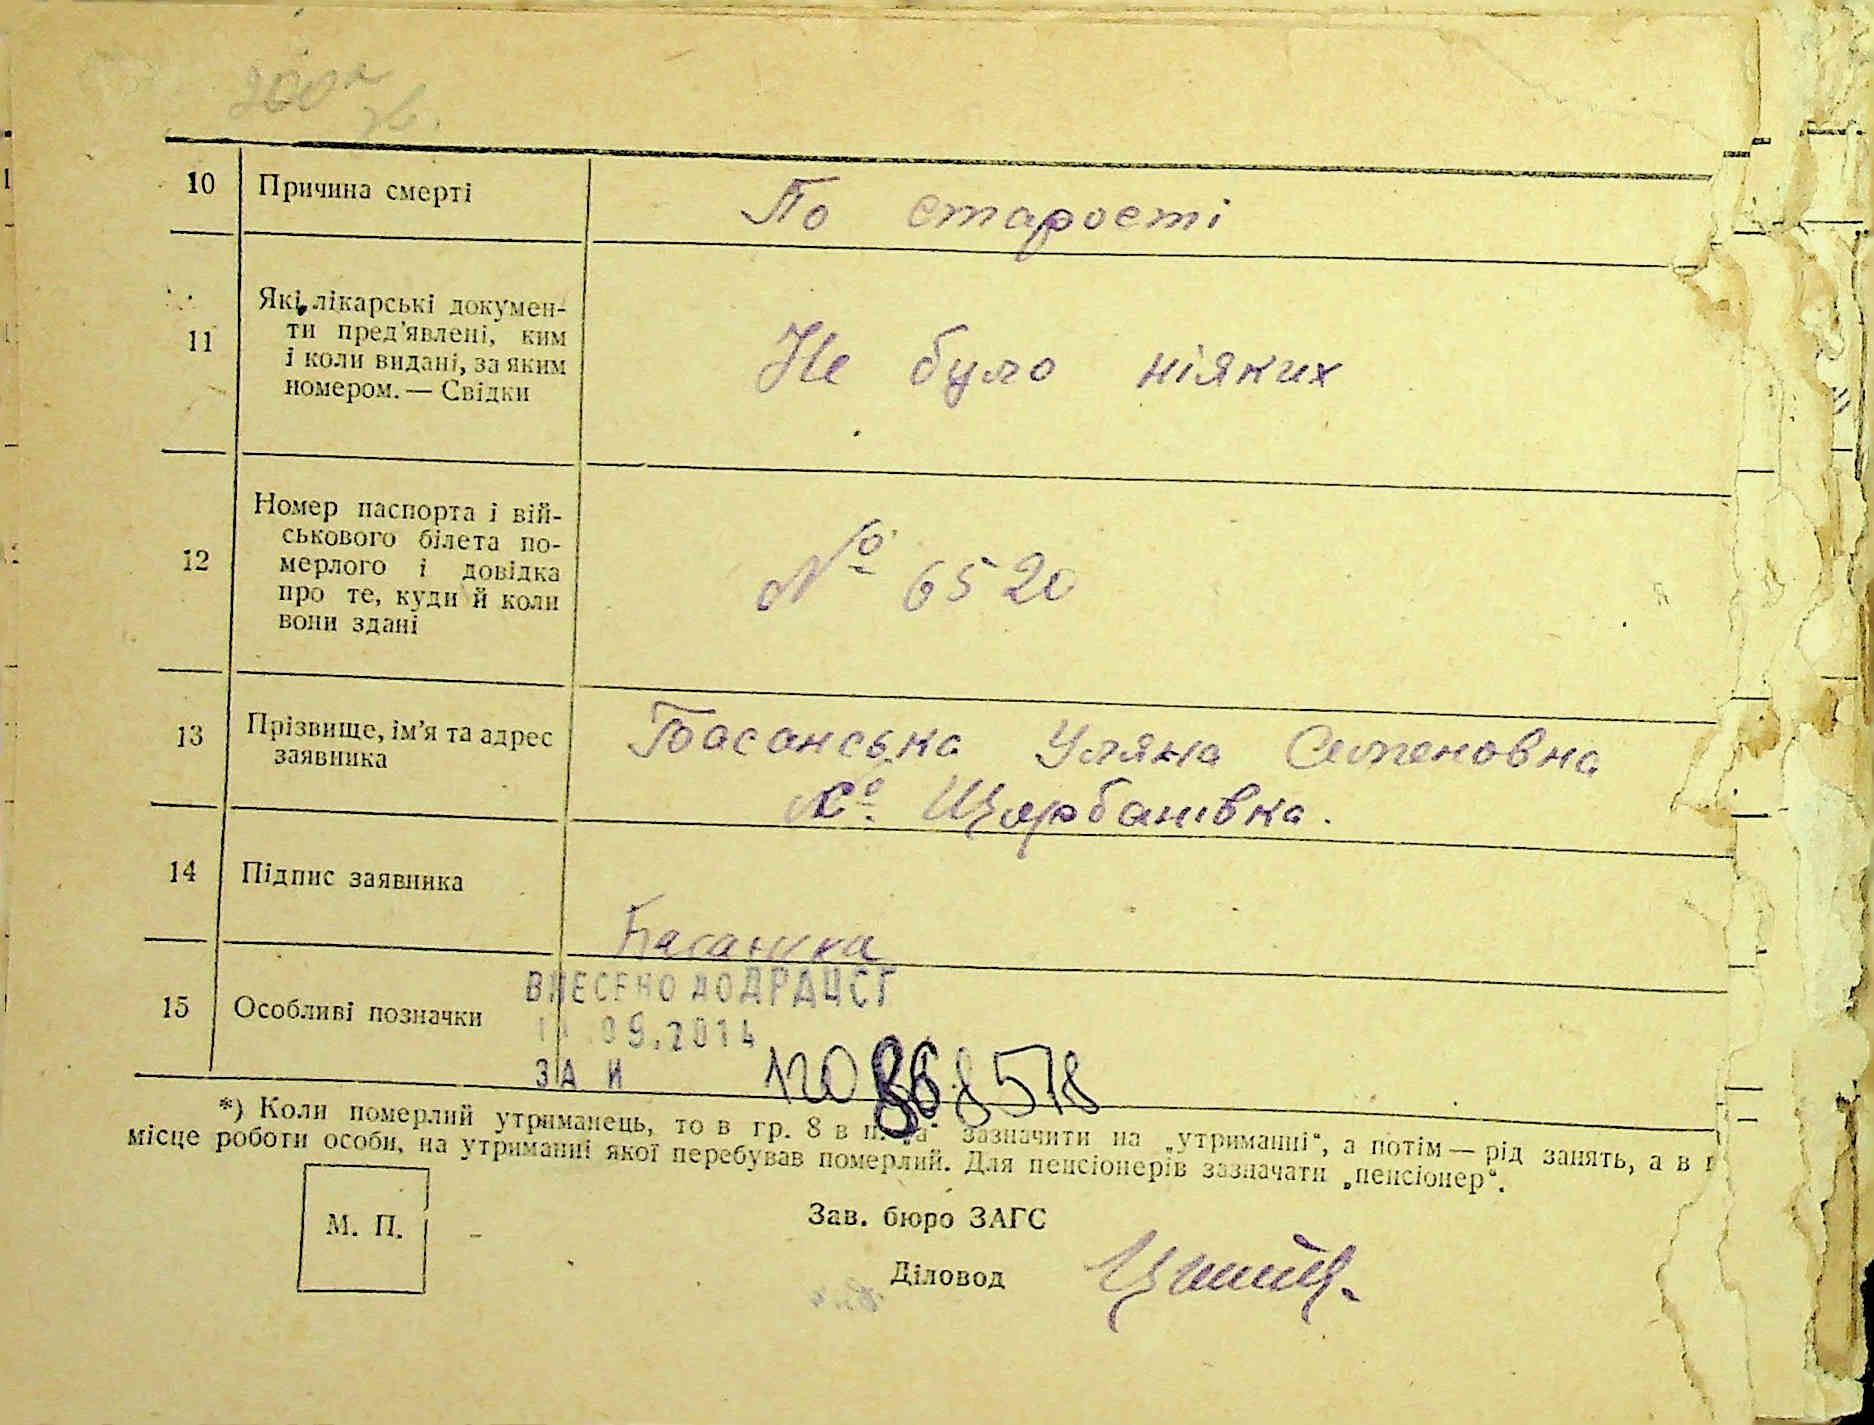 200
10 Причина смерті По старості
11 Які лікарські докумен-
ти пред'явлені, ким
і коли видані, за яким
номером. — Свідки
Не було ніяких
12 Номер паспорта і вій-
ськового білета по-
мерлого і довідка
про те, куди й коли
вони здані
№ 6520
13 Прізвище, ім'я та адрес
заявника
Басанська Уляна Семеновна
с. Щербанівка.
14 Підпис заявника
15 Особливі позначки
ВНЕСЕНО ДО ДРАЦСГ
.09.2014
ЗА И
*) Коли померлий утриманець, то в гр. 8 в п. „а“ зазначити на „утриманні“, а потім — рід занять, а в
місце роботи особи, на утриманні якої перебував померлий. Для пенсіонерів зазначати „пенсіонер“.
М. П.
Зав. бюро ЗАГС
Діловод